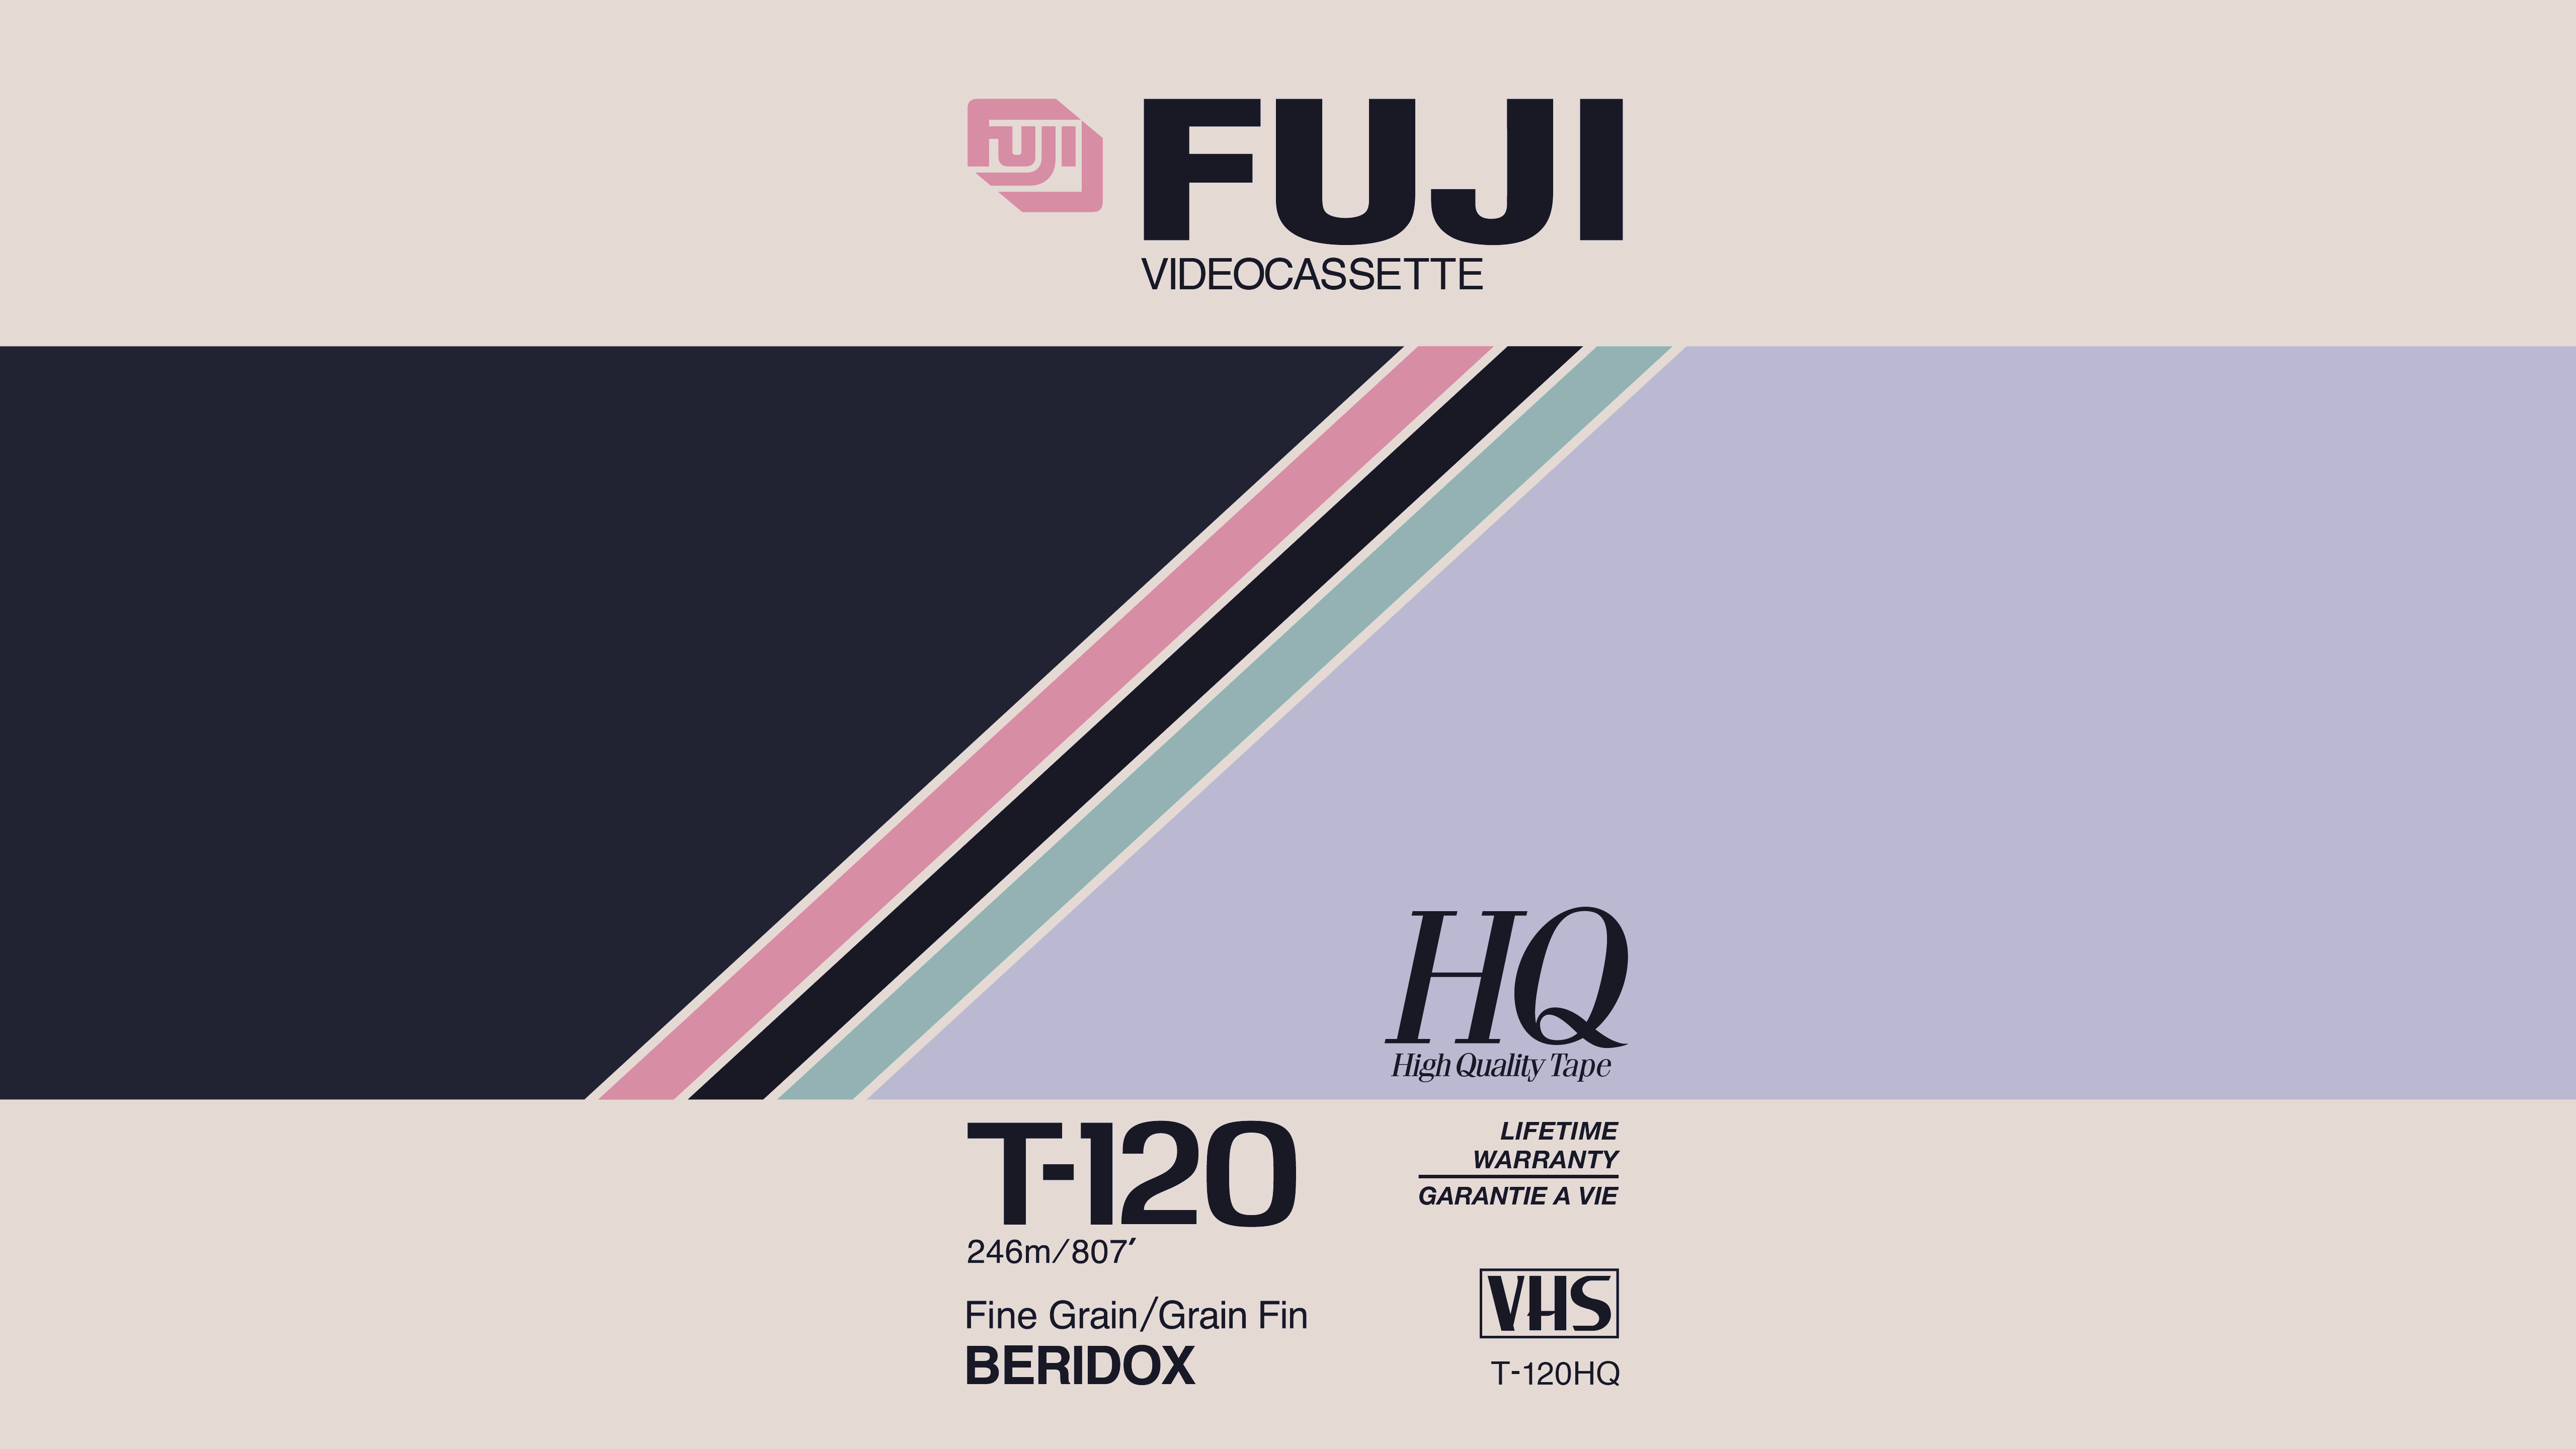 FUJI
FUJI
VIDEOCASSETTE
HQ
High Quality Tape
T-120
246m/807′
Fine Grain/Grain Fin
BERIDOX
LIFETIME
WARRANTY
GARANTIE A VIE
VHS
T-120HQ